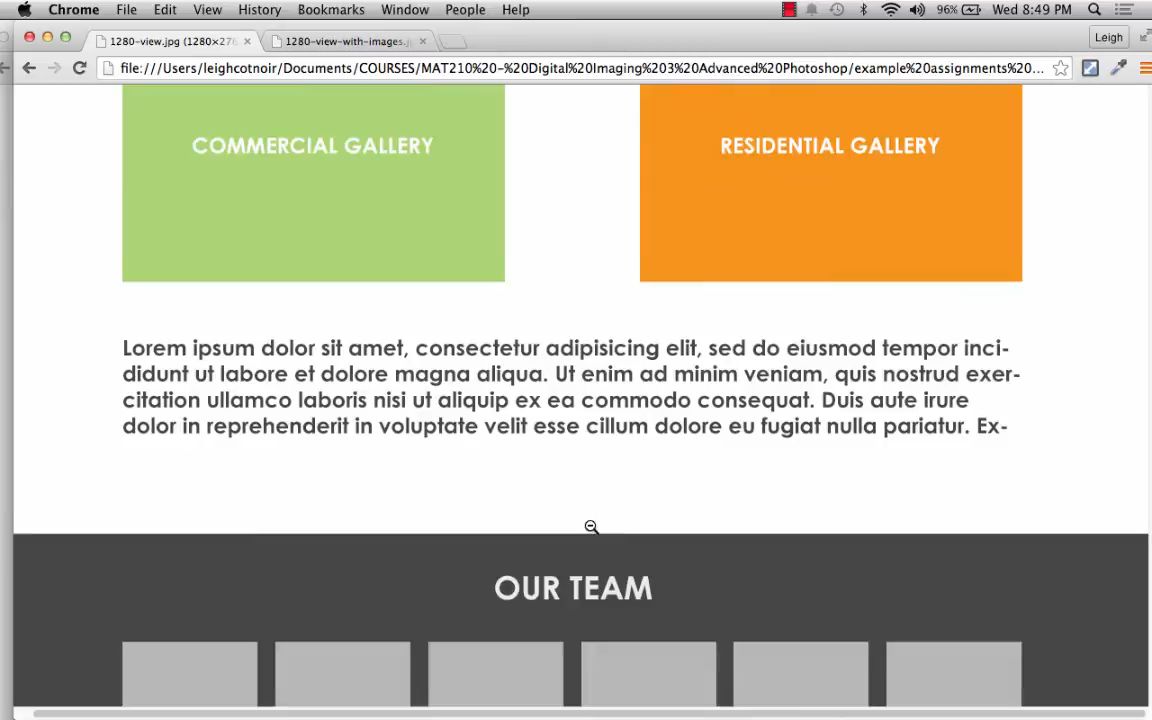 Chrome File Edit View History Bookmarks Window People Help 96% Wed 8:49 PM
1280-view.jpg (1280×276 1280-view-with-images.j Leigh
file:///Users/leighcotnoir/Documents/COURSES/MAT210%20-%20Digital%20Imaging%203%20Advanced%20Photoshop/example%20assignments%20...
COMMERCIAL GALLERY RESIDENTIAL GALLERY
Lorem ipsum dolor sit amet, consectetur adipisicing elit, sed do eiusmod tempor inci-
didunt ut labore et dolore magna aliqua. Ut enim ad minim veniam, quis nostrud exer-
citation ullamco laboris nisi ut aliquip ex ea commodo consequat. Duis aute irure
dolor in reprehenderit in voluptate velit esse cillum dolore eu fugiat nulla pariatur. Ex-
OUR TEAM